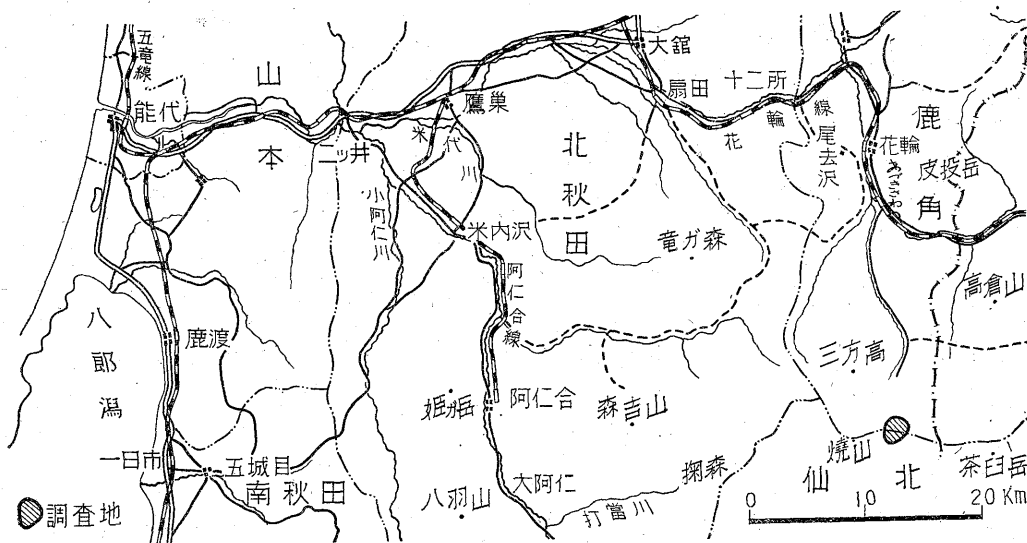 五竜線
能代
山本
二ッ井
鷹巣
米代川
小阿仁川
大舘
扇田
十二所
花輪線
尾去沢
鹿角
花輪
皮投岳
北秋田
米内沢
竜ガ森
高倉山
八郎潟
鹿渡
阿仁合線
三方高
姫ガ岳
阿仁合
森吉山
一日市
五城目
南秋田
八羽山
大阿仁
打當川
掬森
焼山
仙北
茶臼岳
調査地
0 10 20 Km